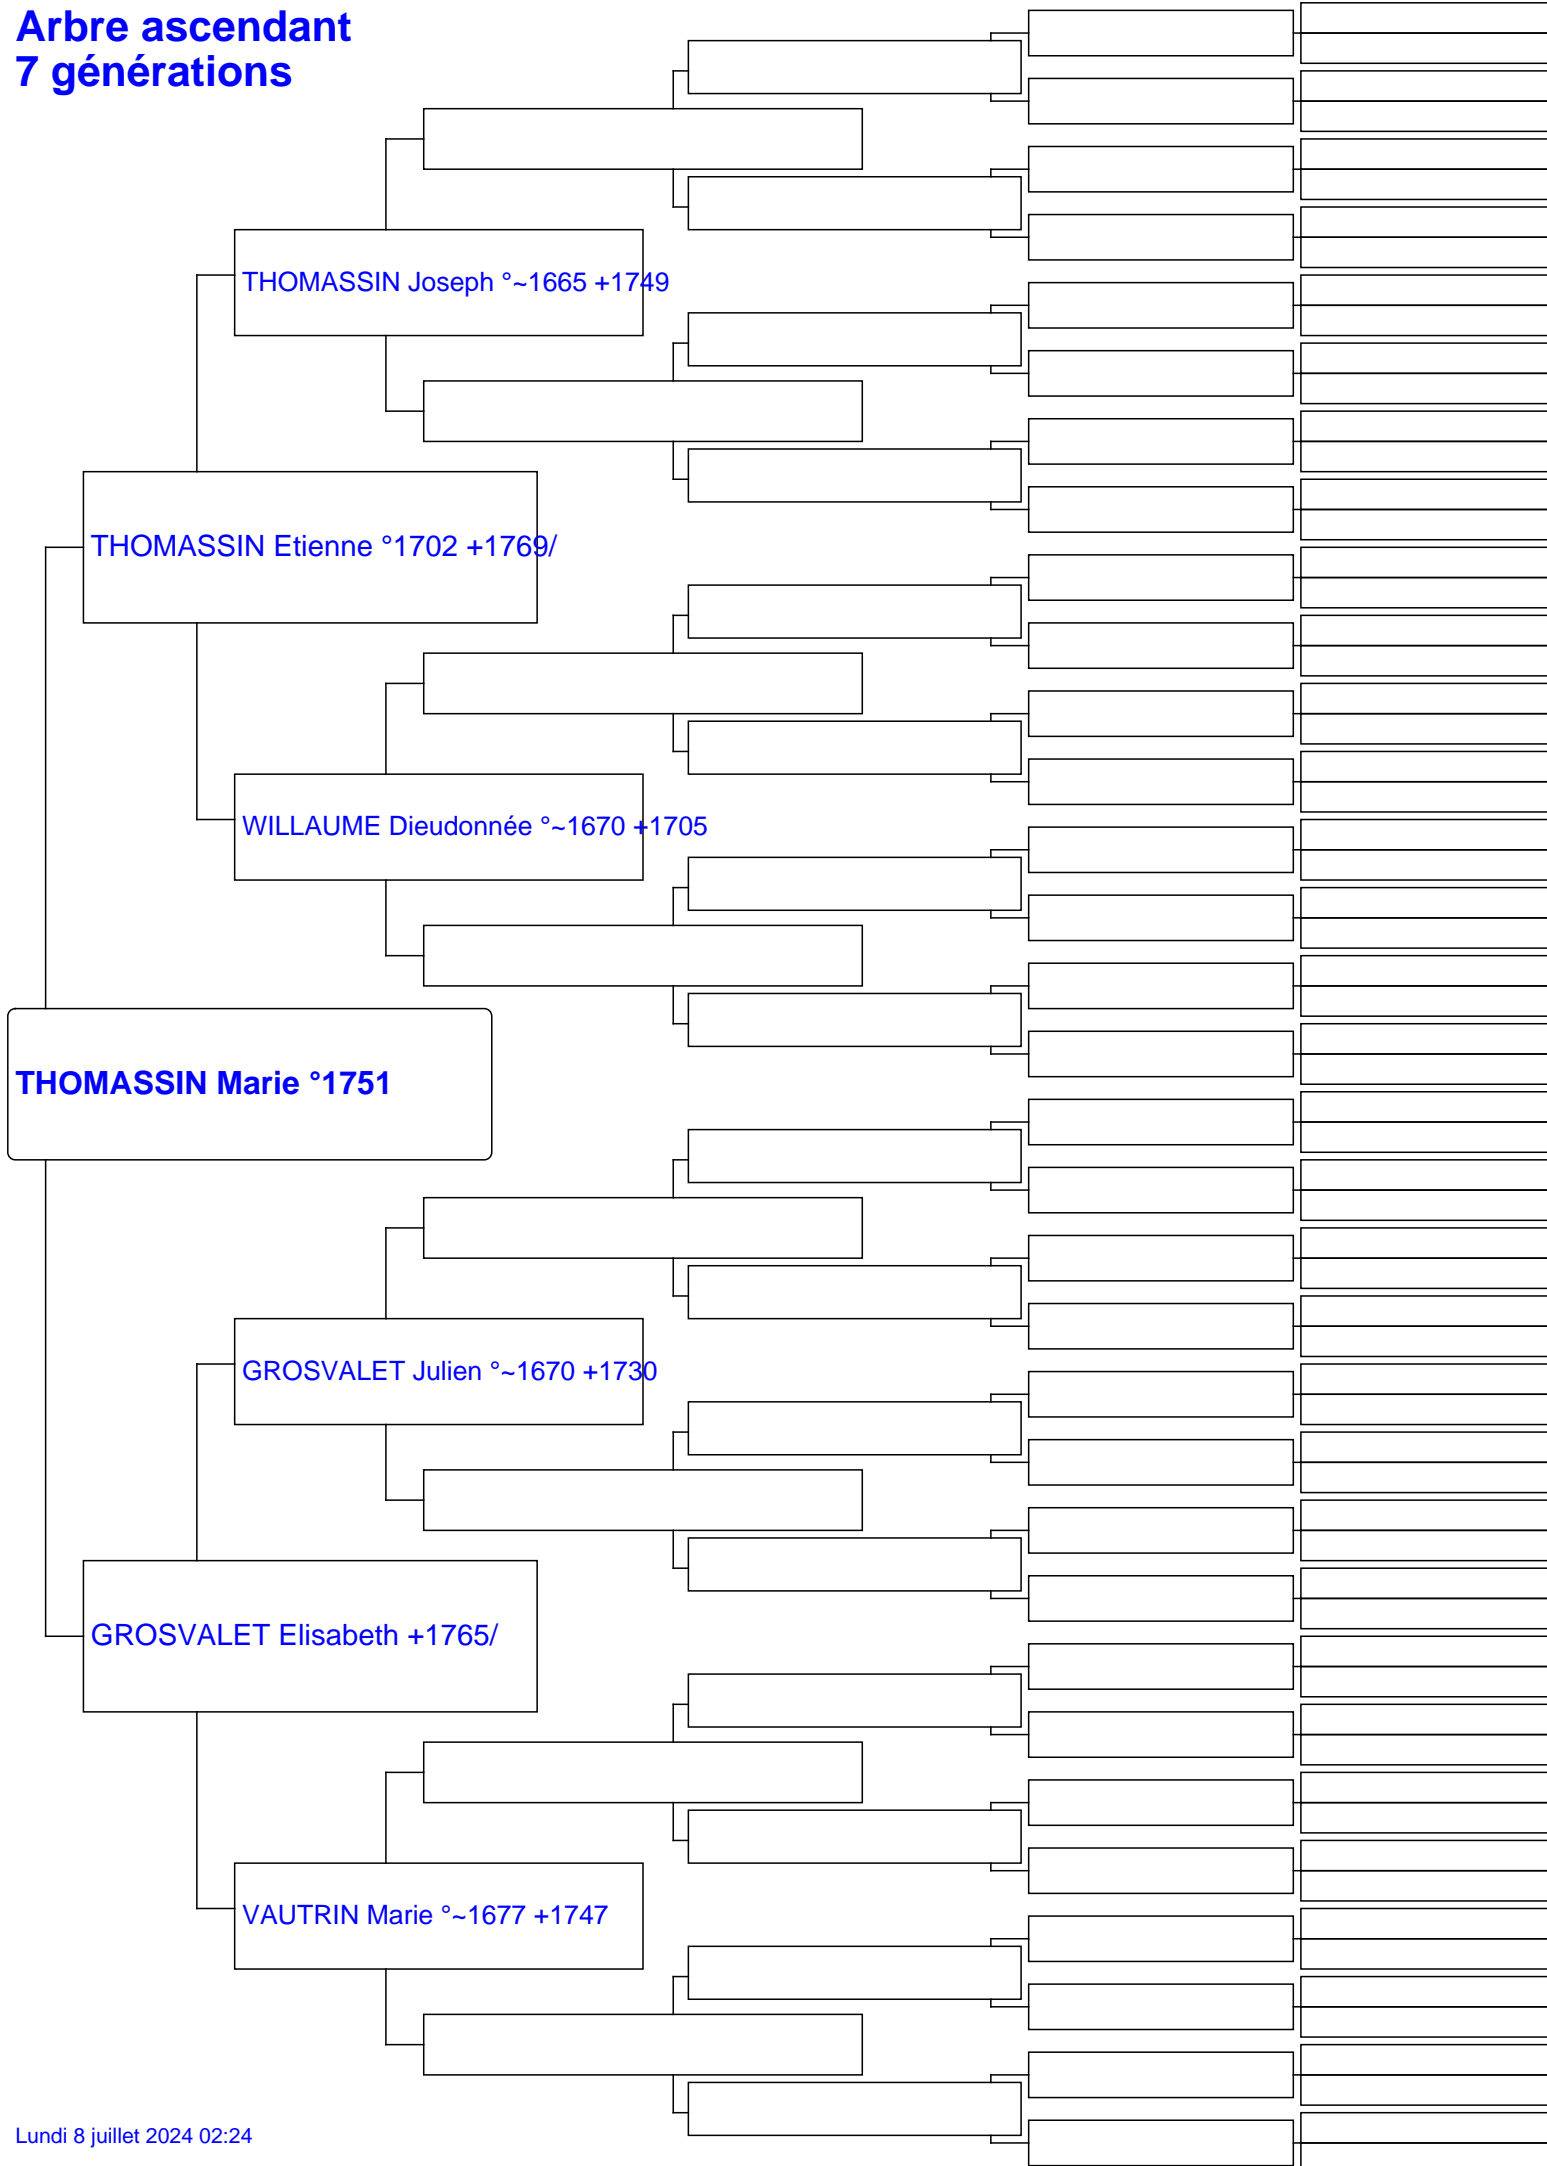 Arbre ascendant
7 générations
THOMASSIN Joseph °~1665 +1749
THOMASSIN Etienne °1702 +1769/
WILLAUME Dieudonnée °~1670 +1705
THOMASSIN Marie °1751
GROSVALET Julien °~1670 +1730
GROSVALET Elisabeth +1765/
VAUTRIN Marie °~1677 +1747
Lundi 8 juillet 2024 02:24